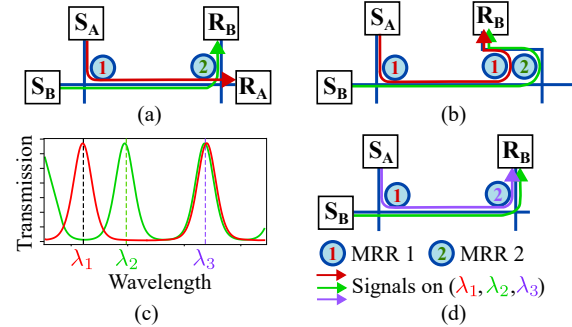 S_A R_B
1 2
S_B R_A
(a)
S_A R_B
1 1 2
S_B
(b)
Transmission
λ_1 λ_2 λ_3
Wavelength
(c)
S_A R_B
1 2
S_B
1 MRR 1 2 MRR 2
Signals on (λ_1, λ_2, λ_3)
(d)